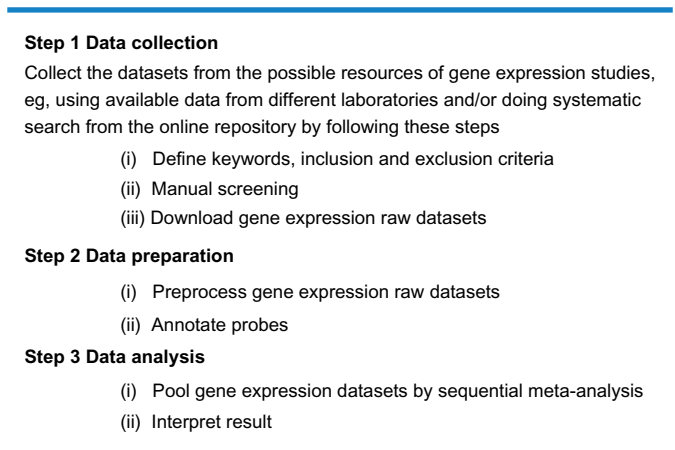 Step 1 Data collection
Collect the datasets from the possible resources of gene expression studies,
eg, using available data from different laboratories and/or doing systematic
search from the online repository by following these steps
(i) Define keywords, inclusion and exclusion criteria
(ii) Manual screening
(iii) Download gene expression raw datasets
Step 2 Data preparation
(i) Preprocess gene expression raw datasets
(ii) Annotate probes
Step 3 Data analysis
(i) Pool gene expression datasets by sequential meta-analysis
(ii) Interpret result